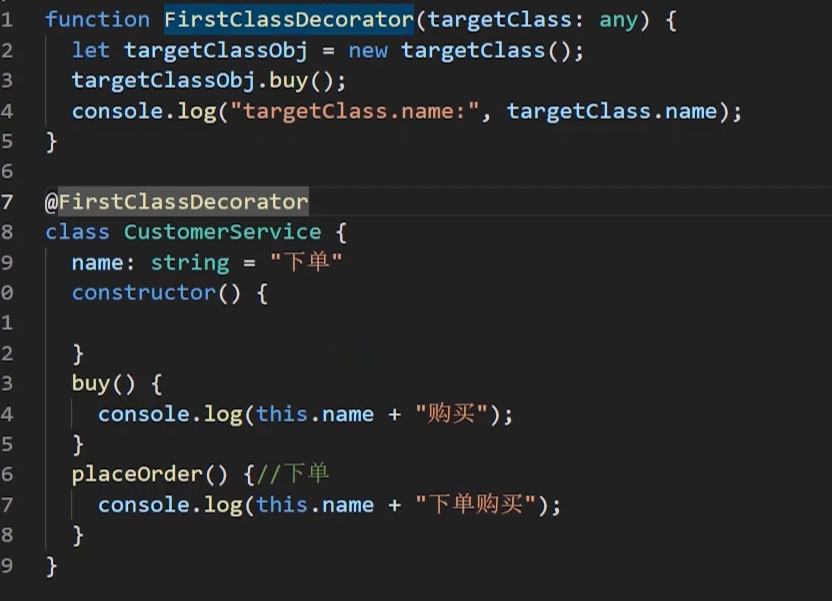 1 function FirstClassDecorator(targetClass: any) {
2 let targetClassObj = new targetClass();
3 targetClassObj.buy();
4 console.log("targetClass.name:", targetClass.name);
5 }
6
7 @FirstClassDecorator
8 class CustomerService {
9 name: string = "下单"
0 constructor() {
1
2 }
3 buy() {
4 console.log(this.name + "购买");
5 }
6 placeOrder() {//下单
7 console.log(this.name + "下单购买");
8 }
9 }